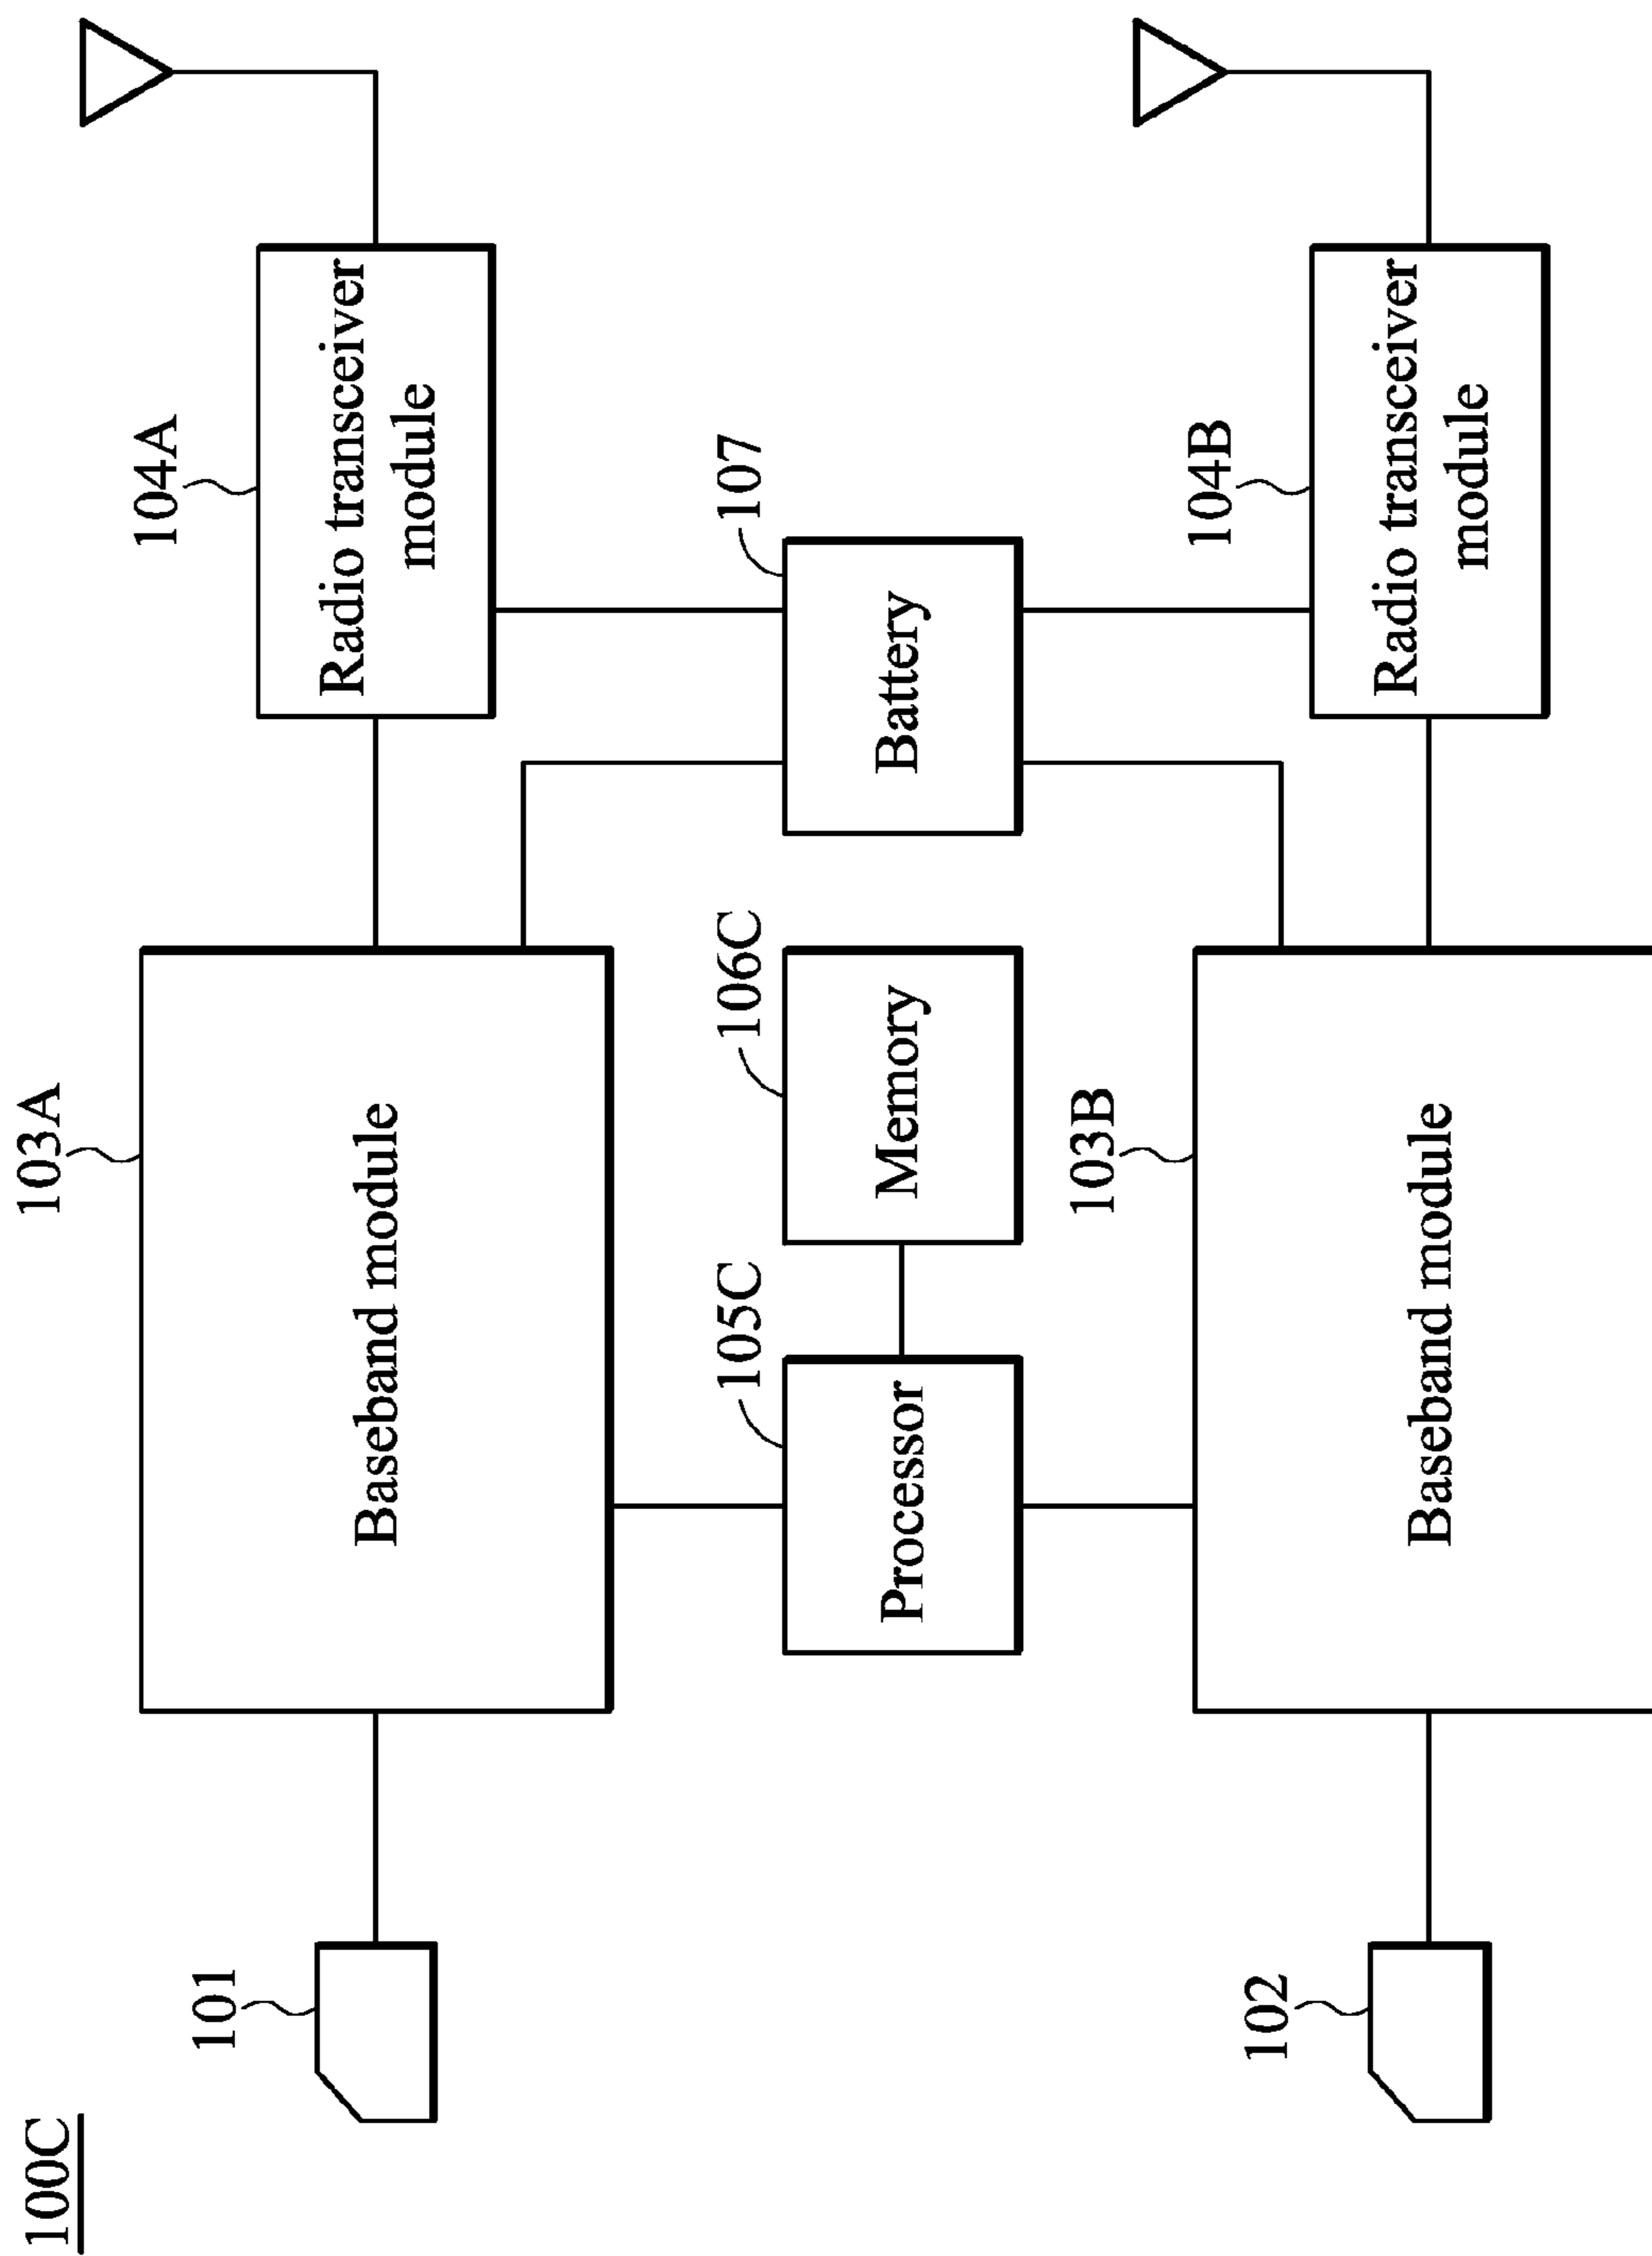 100C
101
103A
Baseband module
104A
Radio transceiver
module
105C
Processor
106C
Memory
107
Battery
102
103B
Baseband module
104B
Radio transceiver
module